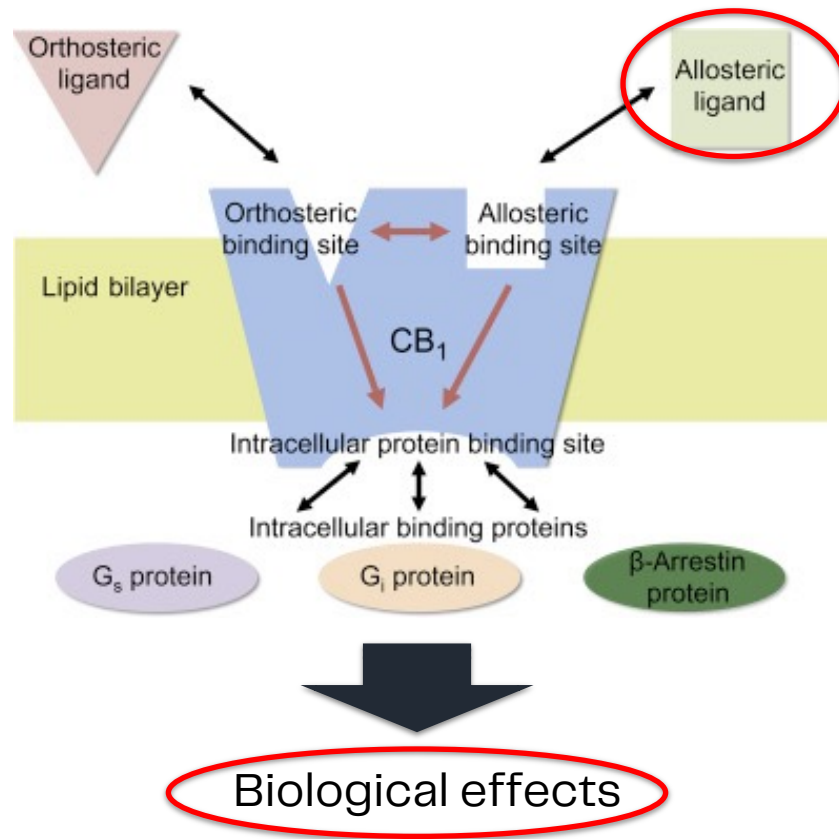 Orthosteric
ligand
Allosteric
ligand
Orthosteric
binding site
Allosteric
binding site
Lipid bilayer
CB₁
Intracellular protein binding site
Intracellular binding proteins
Gₛ protein
Gᵢ protein
β-Arrestin
protein
Biological effects